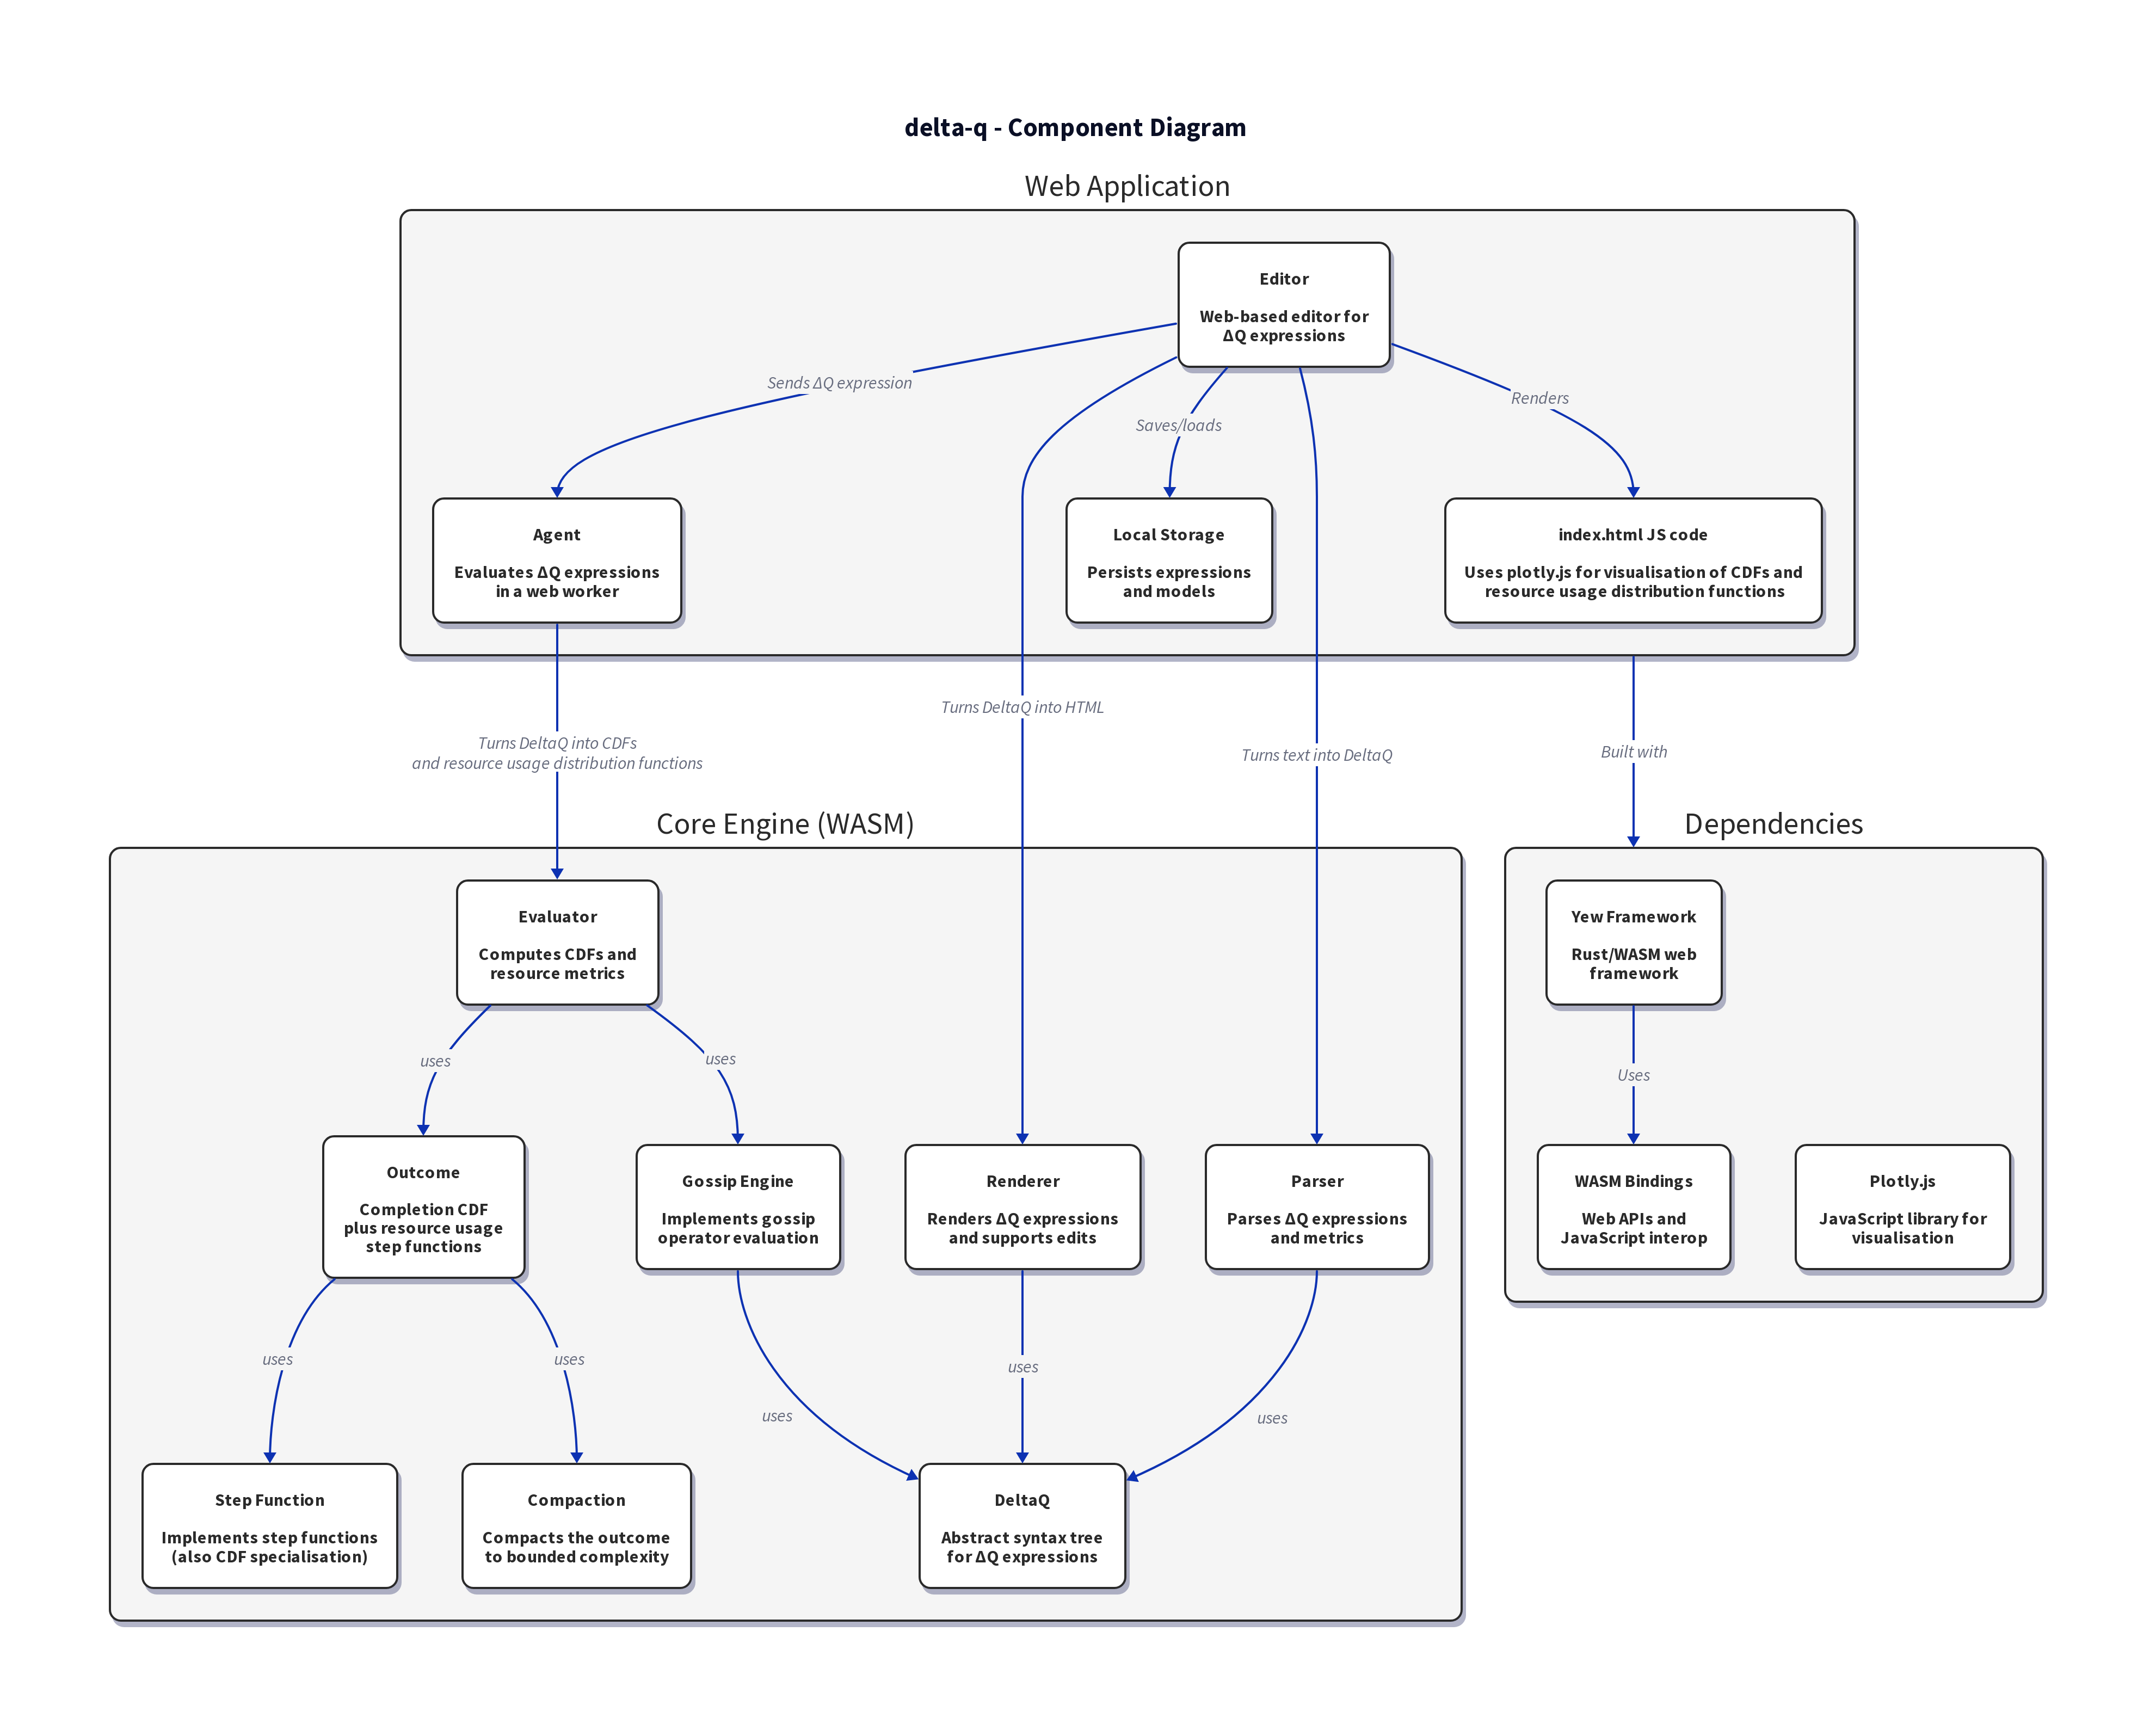 delta-q - Component Diagram
Web Application
Editor
Web-based editor for
ΔQ expressions
Sends ΔQ expression
Saves/loads
Renders
Agent
Evaluates ΔQ expressions
in a web worker
Local Storage
Persists expressions
and models
index.html JS code
Uses plotly.js for visualisation of CDFs and
resource usage distribution functions
Turns DeltaQ into HTML
Turns DeltaQ into CDFs
and resource usage distribution functions
Turns text into DeltaQ
Built with
Core Engine (WASM)
Dependencies
Evaluator
Computes CDFs and
resource metrics
Yew Framework
Rust/WASM web
framework
uses
uses
Uses
Outcome
Completion CDF
plus resource usage
step functions
Gossip Engine
Implements gossip
operator evaluation
Renderer
Renders ΔQ expressions
and supports edits
Parser
Parses ΔQ expressions
and metrics
WASM Bindings
Web APIs and
JavaScript interop
Plotly.js
JavaScript library for
visualisation
uses
uses
uses
uses
uses
Step Function
Implements step functions
(also CDF specialisation)
Compaction
Compacts the outcome
to bounded complexity
DeltaQ
Abstract syntax tree
for ΔQ expressions